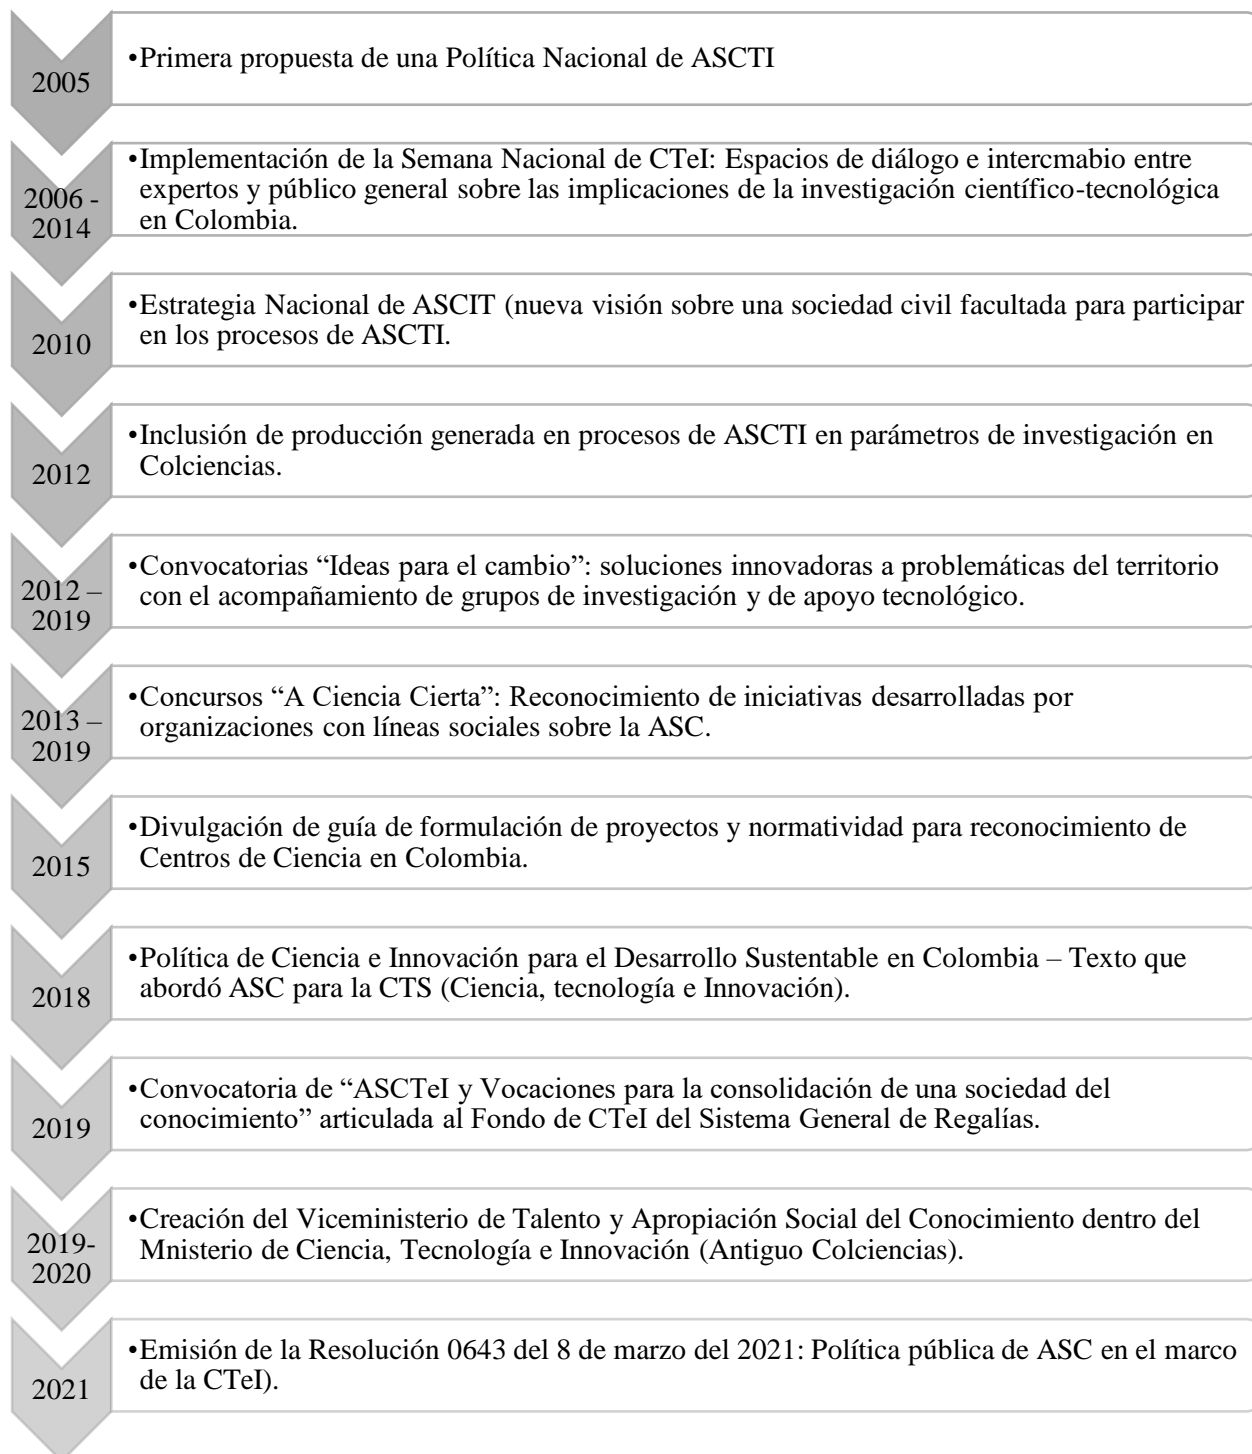 2005
•Primera propuesta de una Política Nacional de ASCTI
2006 -
2014
•Implementación de la Semana Nacional de CTeI: Espacios de diálogo e intercmabio entre
expertos y público general sobre las implicaciones de la investigación científico-tecnológica
en Colombia.
2010
•Estrategia Nacional de ASCIT (nueva visión sobre una sociedad civil facultada para participar
en los procesos de ASCTI.
2012
•Inclusión de producción generada en procesos de ASCTI en parámetros de investigación en
Colciencias.
2012 –
2019
•Convocatorias “Ideas para el cambio”: soluciones innovadoras a problemáticas del territorio
con el acompañamiento de grupos de investigación y de apoyo tecnológico.
2013 –
2019
•Concursos “A Ciencia Cierta”: Reconocimiento de iniciativas desarrolladas por
organizaciones con líneas sociales sobre la ASC.
2015
•Divulgación de guía de formulación de proyectos y normatividad para reconocimiento de
Centros de Ciencia en Colombia.
2018
•Política de Ciencia e Innovación para el Desarrollo Sustentable en Colombia – Texto que
abordó ASC para la CTS (Ciencia, tecnología e Innovación).
2019
•Convocatoria de “ASCTeI y Vocaciones para la consolidación de una sociedad del
conocimiento” articulada al Fondo de CTeI del Sistema General de Regalías.
2019-
2020
•Creación del Viceministerio de Talento y Apropiación Social del Conocimiento dentro del
Mnisterio de Ciencia, Tecnología e Innovación (Antiguo Colciencias).
2021
•Emisión de la Resolución 0643 del 8 de marzo del 2021: Política pública de ASC en el marco
de la CTeI).